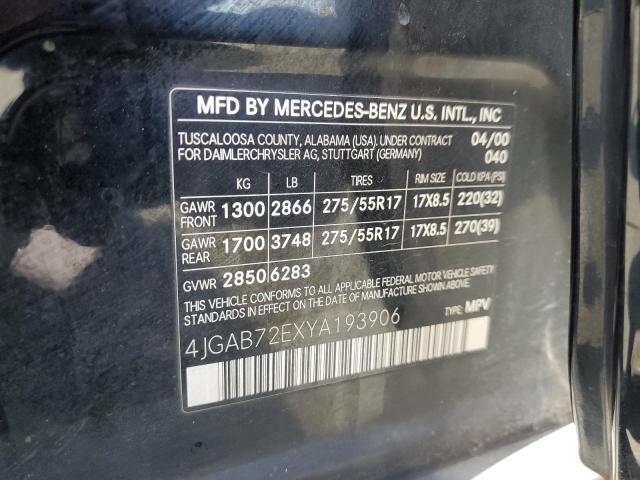 MFD BY MERCEDES-BENZ U.S. INTL., INC
TUSCALOOSA COUNTY, ALABAMA (USA). UNDER CONTRACT 04/00
FOR DAIMLERCHRYSLER AG, STUTTGART (GERMANY) 040
KG LB TIRES RIM SIZE COLD KPA (PSI)
GAWR FRONT 1300 2866 275/55R17 17X8.5 220(32)
GAWR REAR 1700 3748 275/55R17 17X8.5 270(39)
GVWR 2850 6283
THIS VEHICLE CONFORMS TO ALL APPLICABLE FEDERAL MOTOR VEHICLE SAFETY
STANDARDS IN EFFECT ON THE DATE OF MANUFACTURE SHOWN ABOVE.
4JGAB72EXYA193906 TYPE: MPV